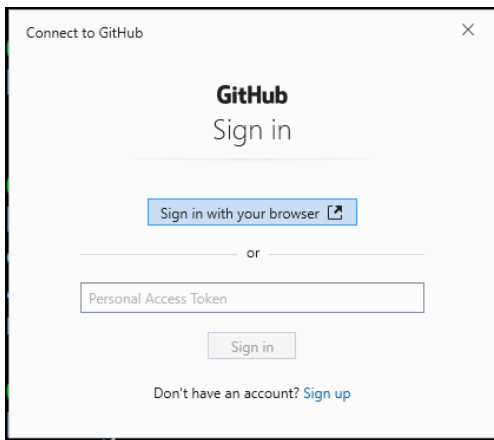 Connect to GitHub
GitHub
Sign in
Sign in with your browser
or
Personal Access Token
Sign in
Don't have an account? Sign up